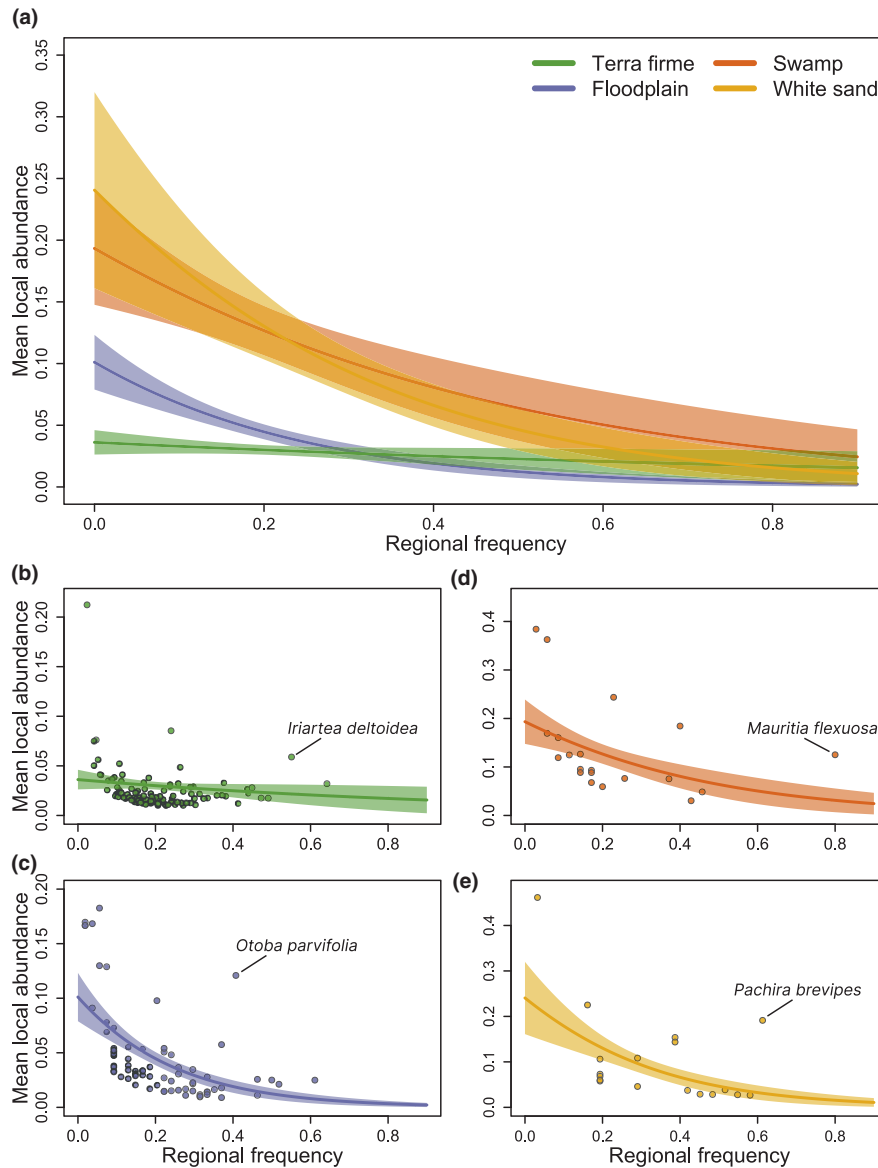 (a)
Terra firme
Swamp
Floodplain
White sand
Mean local abundance
0.35
0.30
0.25
0.20
0.15
0.10
0.05
0.00
0.0 0.2 0.4 0.6 0.8
Regional frequency
(b)
Mean local abundance
0.20
0.15
0.10
0.05
0.00
Iriartea deltoidea
0.0 0.2 0.4 0.6 0.8
(d)
Mean local abundance
0.4
0.3
0.2
0.1
0.0
Mauritia flexuosa
0.0 0.2 0.4 0.6 0.8
(c)
Mean local abundance
0.20
0.15
0.10
0.05
0.00
Otoba parvifolia
0.0 0.2 0.4 0.6 0.8
Regional frequency
(e)
Mean local abundance
0.4
0.3
0.2
0.1
0.0
Pachira brevipes
0.0 0.2 0.4 0.6 0.8
Regional frequency